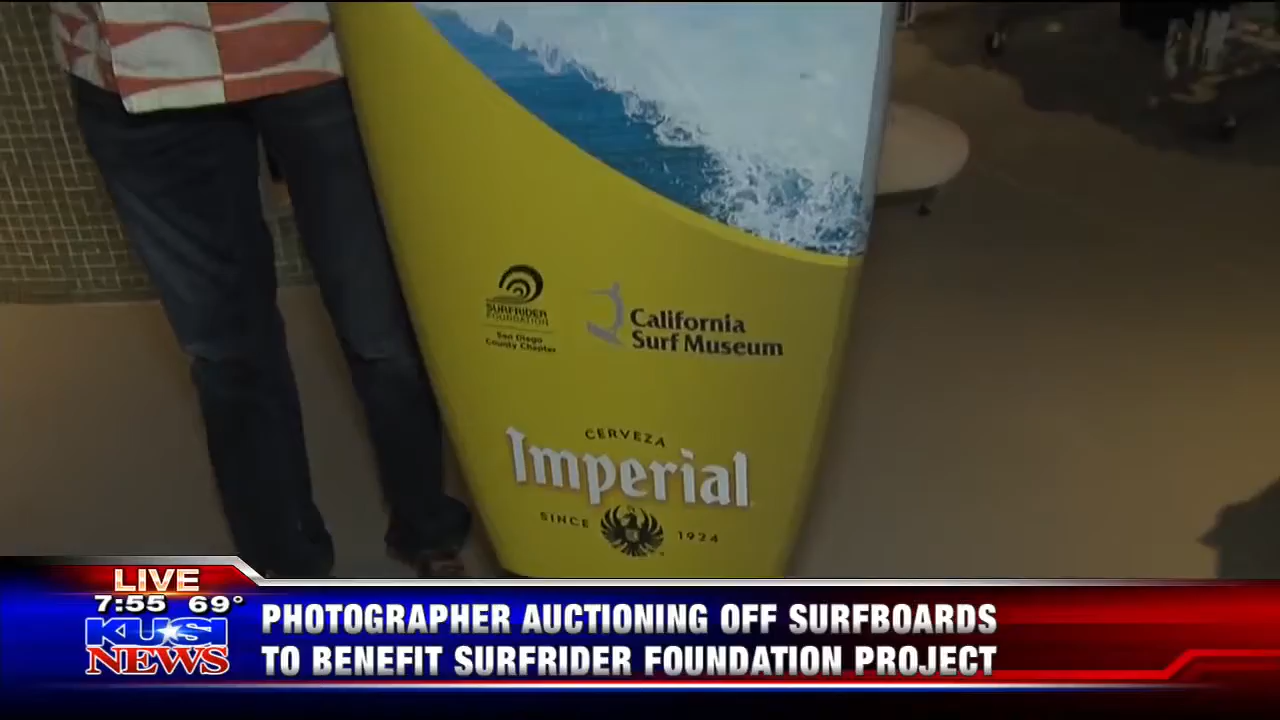 SURFRIDER
FOUNDATION
San Diego
County Chapter
California
Surf Museum
CERVEZA
Imperial
SINCE 1924
LIVE
7:55 69°
KUSI
NEWS
PHOTOGRAPHER AUCTIONING OFF SURFBOARDS
TO BENEFIT SURFRIDER FOUNDATION PROJECT